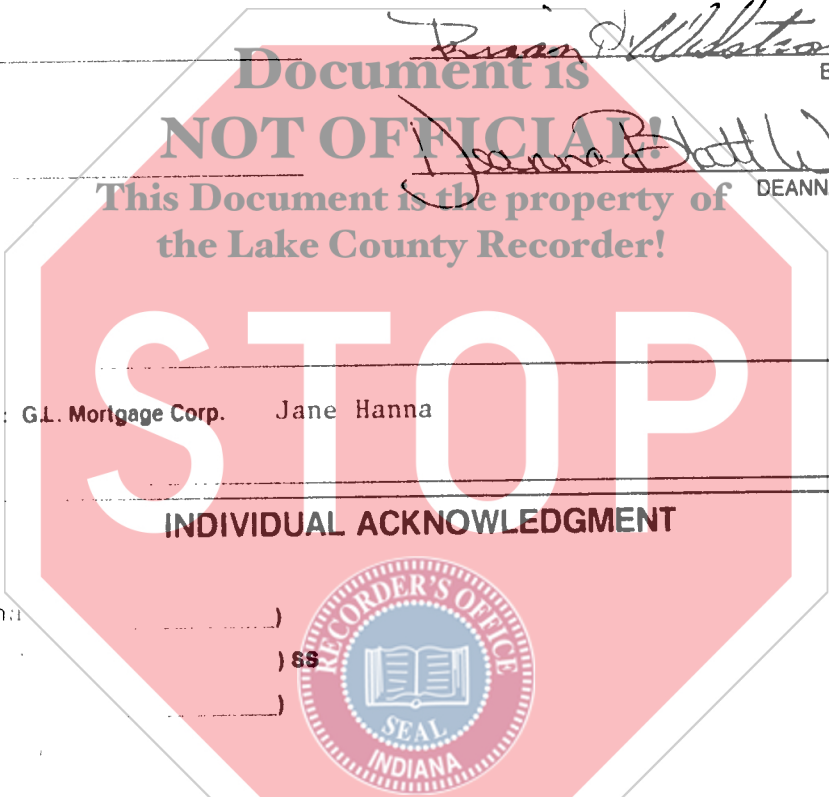 Document is
NOT OFFICIAL!
This Document is the property of
the Lake County Recorder!
Deanna
DEANN
STOP
: G.L. Mortgage Corp. Jane Hanna
INDIVIDUAL ACKNOWLEDGMENT
)
) SS
)
RECORDER'S OFFICE
SEAL
INDIANA